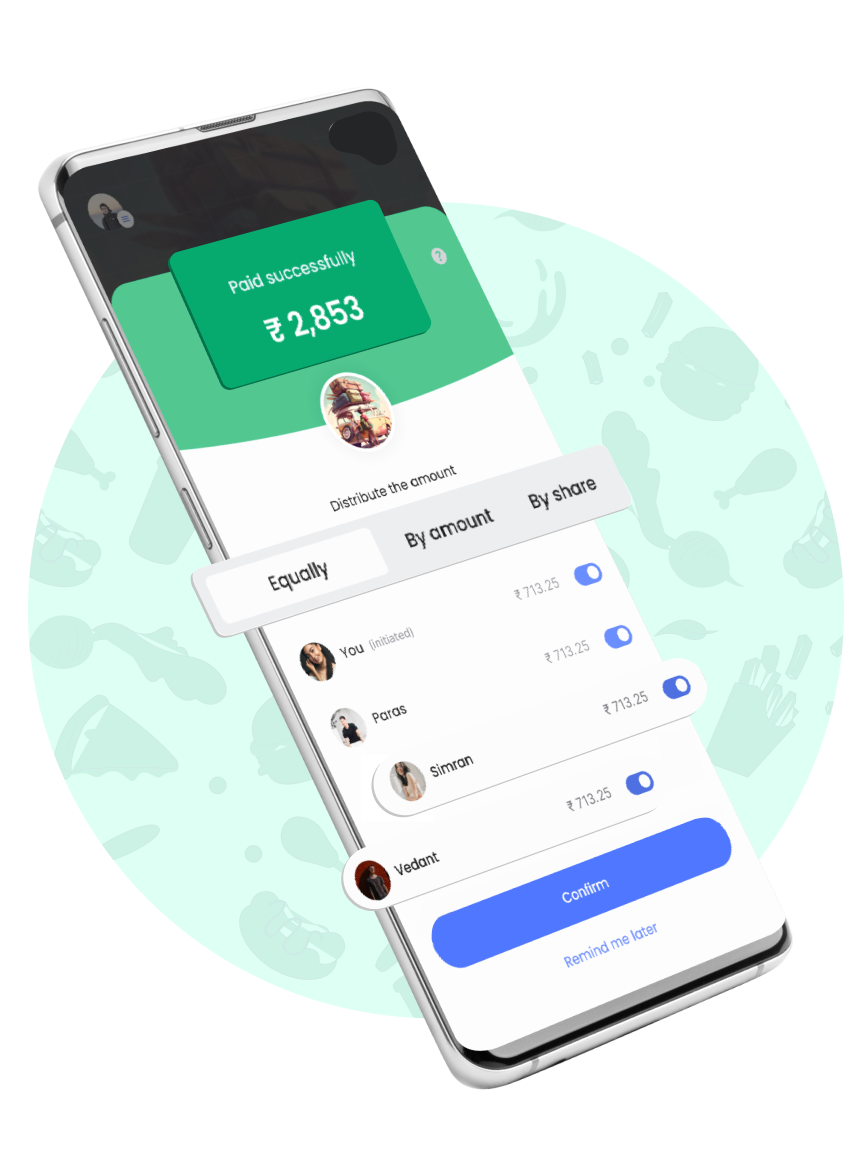 Paid successfully
₹ 2,853
?
Distribute the amount
Equally By amount By share
You (initiated) ₹ 713.25
Paras ₹ 713.25
Simran ₹ 713.25
Vedant ₹ 713.25
Confirm
Remind me later